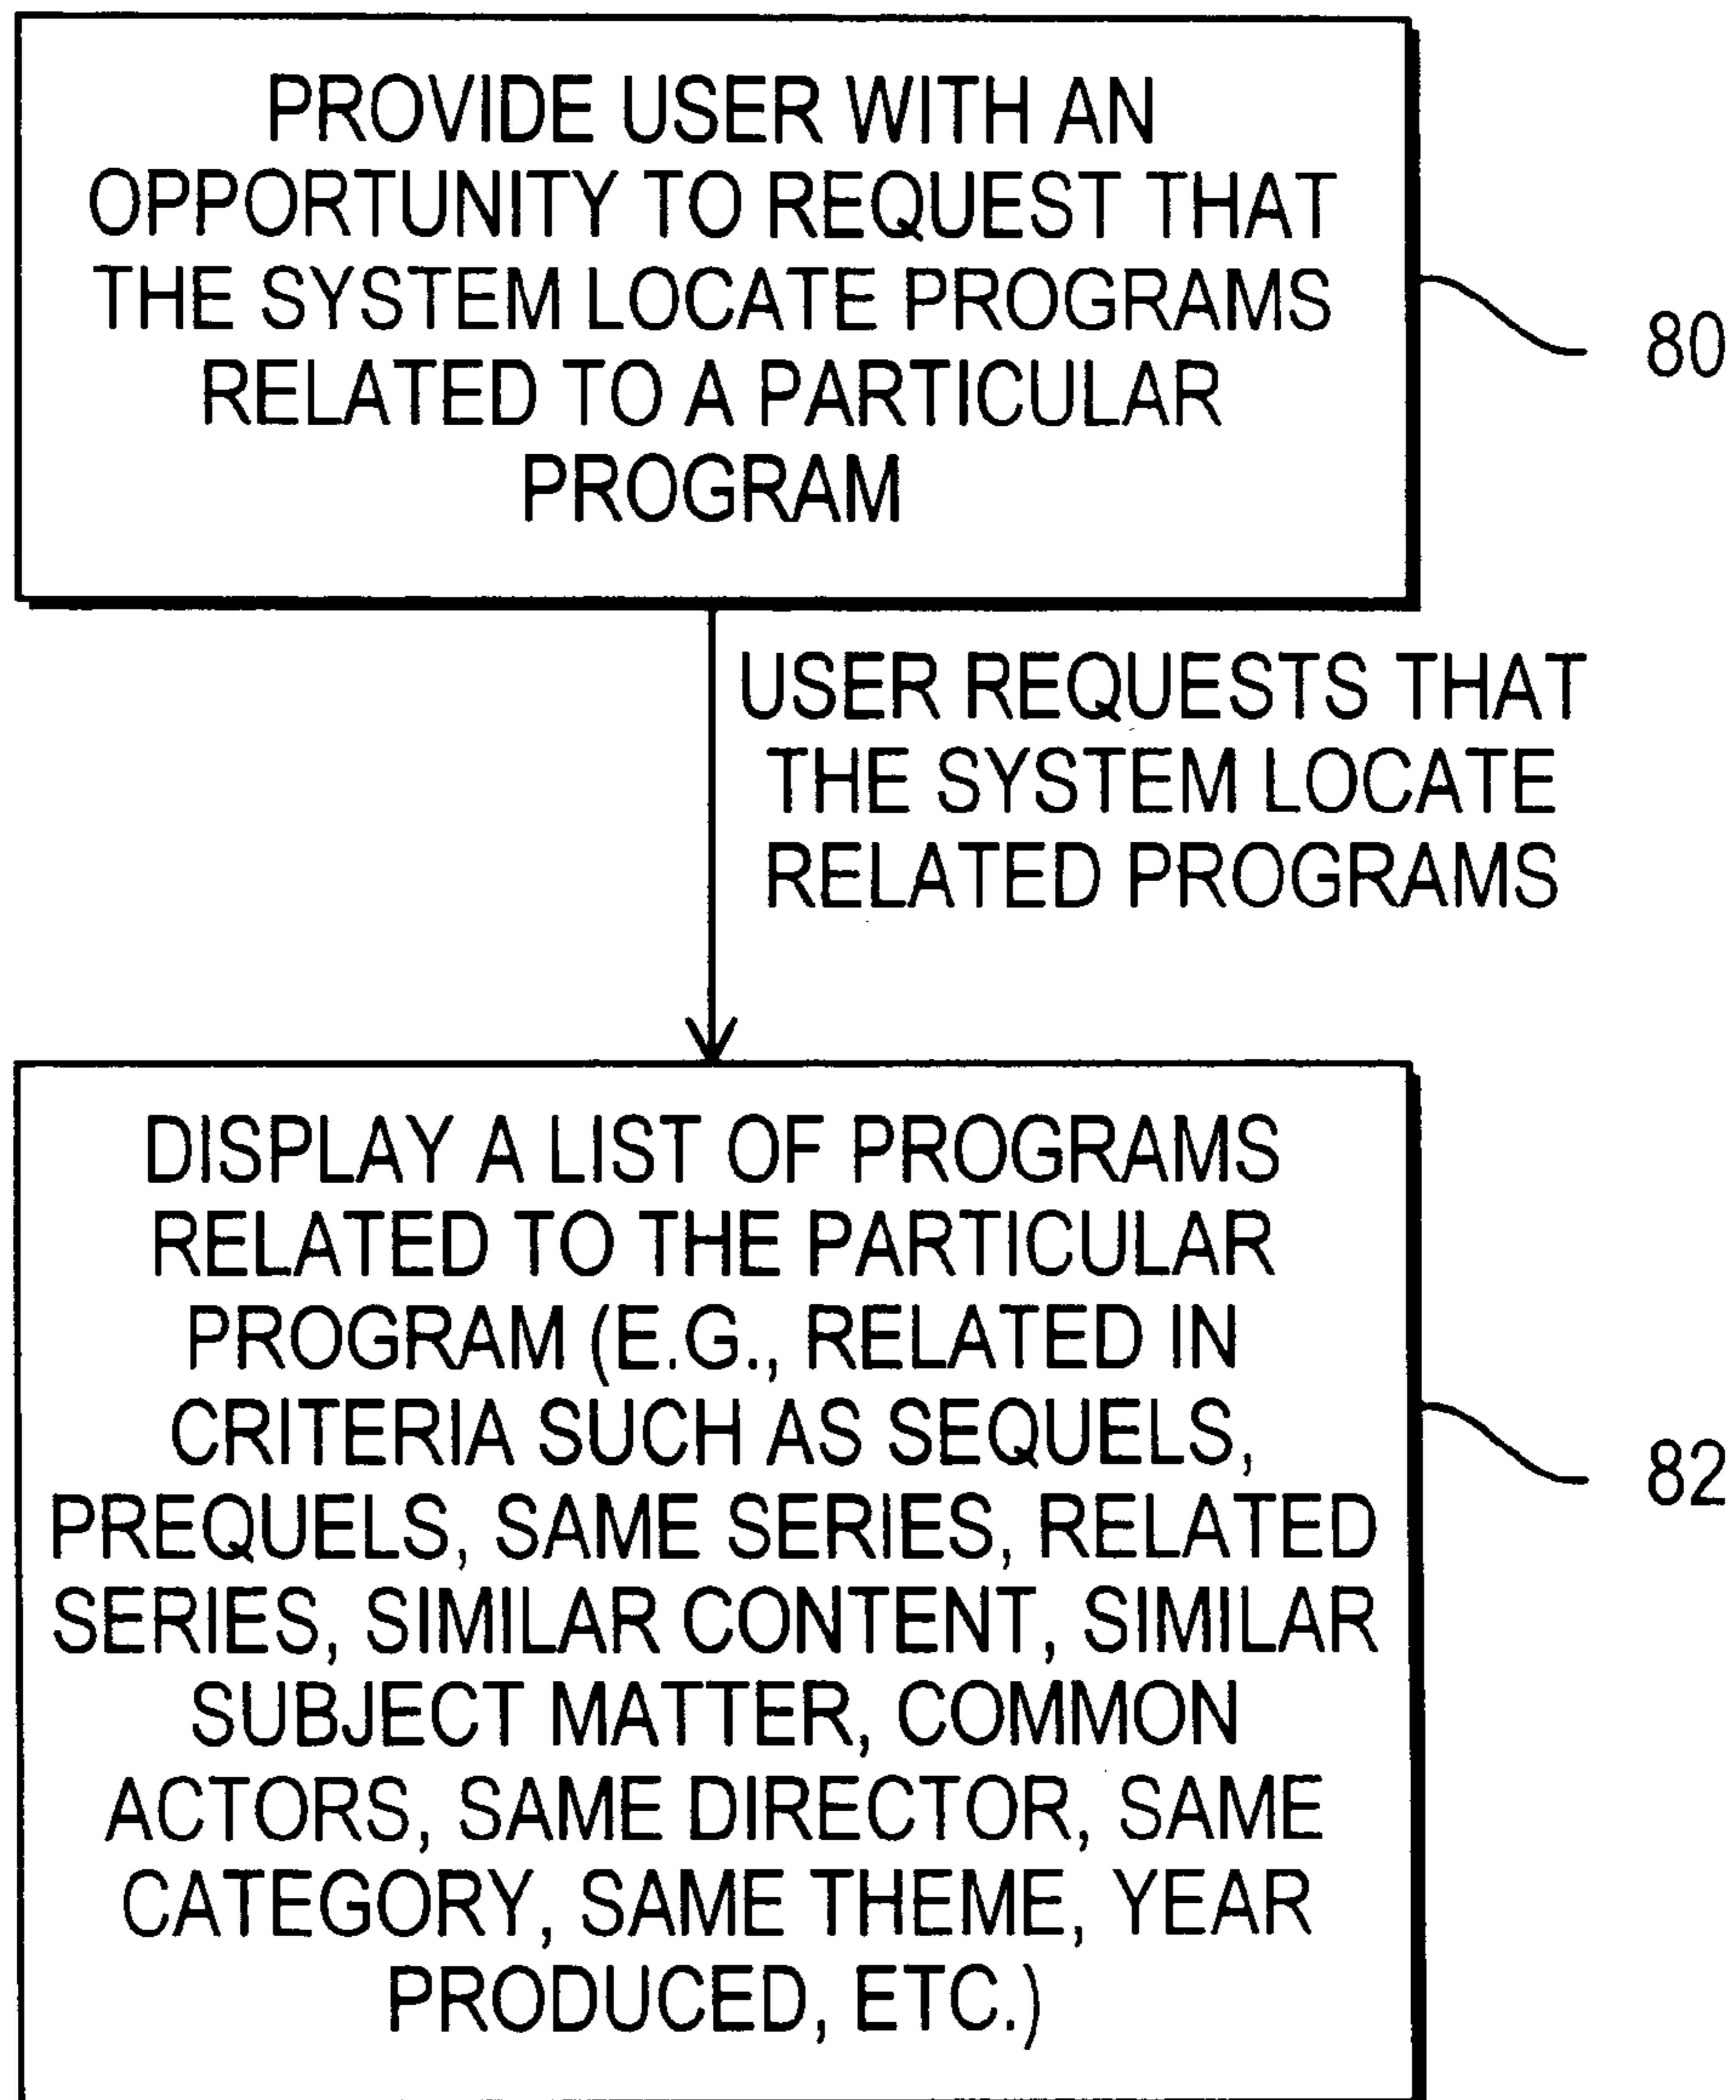 PROVIDE USER WITH AN
OPPORTUNITY TO REQUEST THAT
THE SYSTEM LOCATE PROGRAMS
RELATED TO A PARTICULAR
PROGRAM
80
USER REQUESTS THAT
THE SYSTEM LOCATE
RELATED PROGRAMS
DISPLAY A LIST OF PROGRAMS
RELATED TO THE PARTICULAR
PROGRAM (E.G., RELATED IN
CRITERIA SUCH AS SEQUELS,
PREQUELS, SAME SERIES, RELATED
SERIES, SIMILAR CONTENT, SIMILAR
SUBJECT MATTER, COMMON
ACTORS, SAME DIRECTOR, SAME
CATEGORY, SAME THEME, YEAR
PRODUCED, ETC.)
82